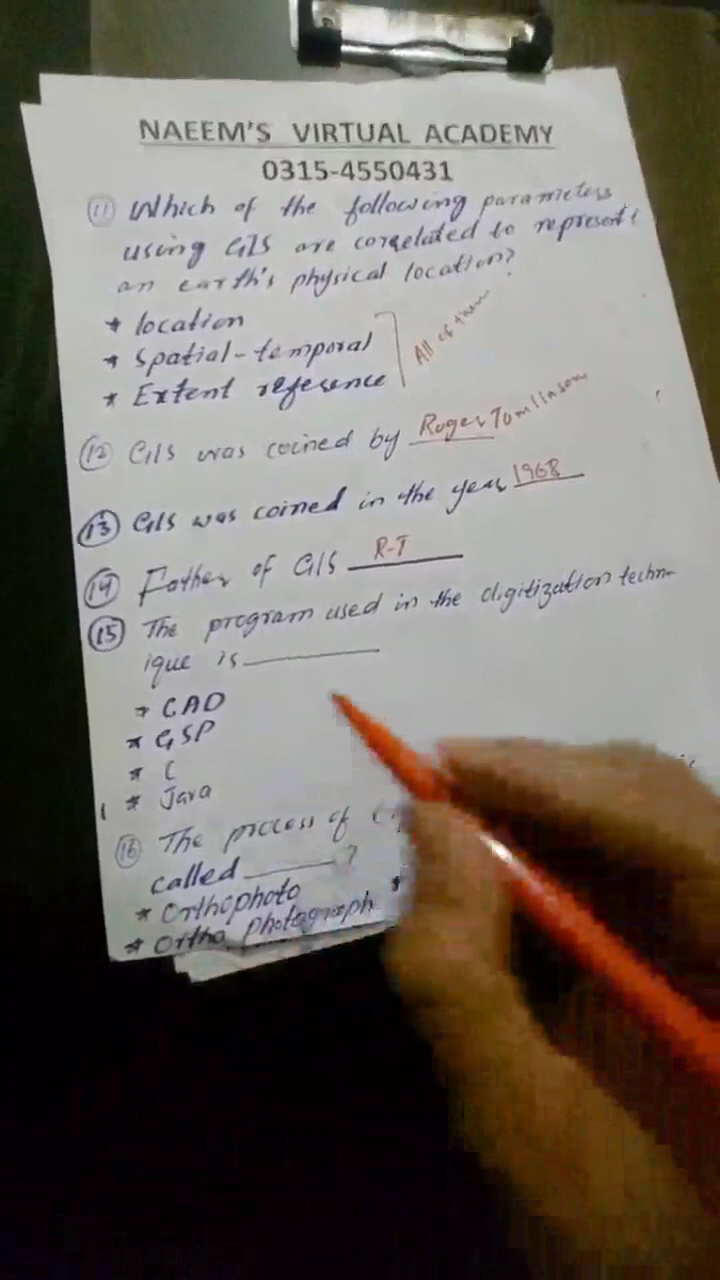 NAEEM'S VIRTUAL ACADEMY
0315-4550431
11 Which of the following parameters
using GIS are correlated to represent
an earth's physical location?
* location
* Spatial-temporal
* Extent reference
All of them
12 GIS was coined by Roger Tomlinson
13 GIS was coined in the year 1968
14 Father of GIS R-T
15 The program used in the digitization techn-
ique is
* CAD
* GSP
* C
* Java
16 The process of
called ?
* Orthophoto
* Ortho photograph